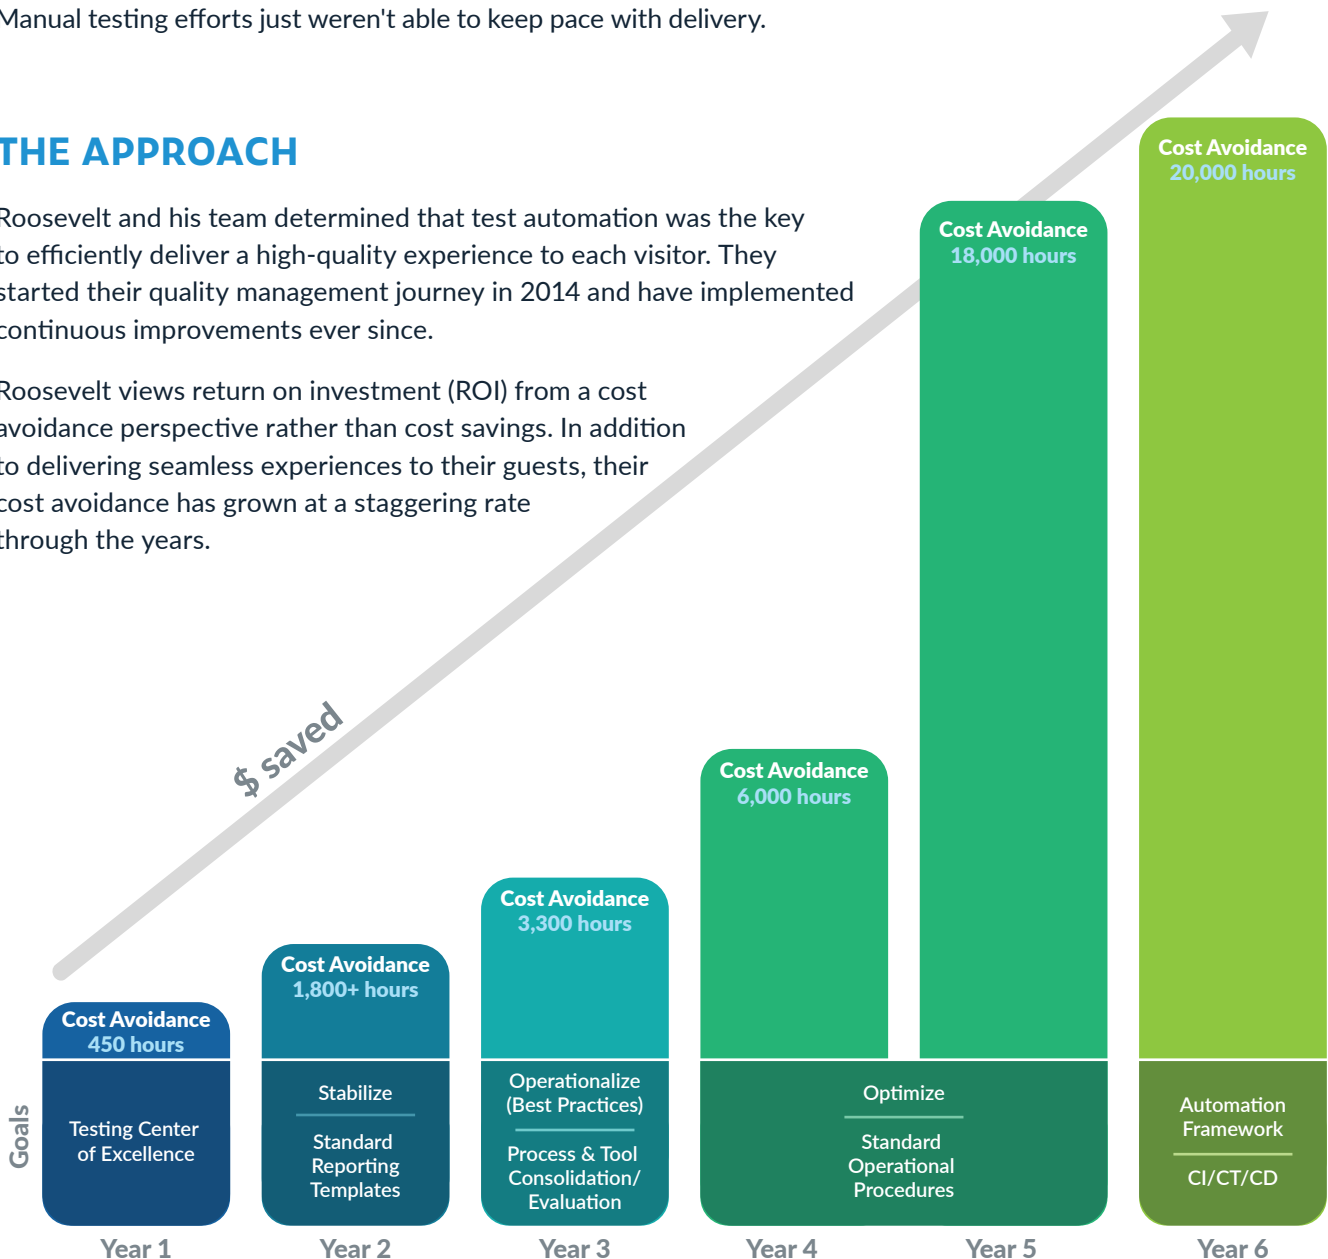 Manual testing efforts just weren't able to keep pace with delivery.
THE APPROACH
Roosevelt and his team determined that test automation was the key
to efficiently deliver a high-quality experience to each visitor. They
started their quality management journey in 2014 and have implemented
continuous improvements ever since.
Roosevelt views return on investment (ROI) from a cost
avoidance perspective rather than cost savings. In addition
to delivering seamless experiences to their guests, their
cost avoidance has grown at a staggering rate
through the years.
$ saved
Cost Avoidance
450 hours
Cost Avoidance
1,800+ hours
Cost Avoidance
3,300 hours
Cost Avoidance
6,000 hours
Cost Avoidance
18,000 hours
Cost Avoidance
20,000 hours
Goals
Testing Center
of Excellence
Stabilize
Standard
Reporting
Templates
Operationalize
(Best Practices)
Process & Tool
Consolidation/
Evaluation
Optimize
Standard
Operational
Procedures
Automation
Framework
CI/CT/CD
Year 1
Year 2
Year 3
Year 4
Year 5
Year 6